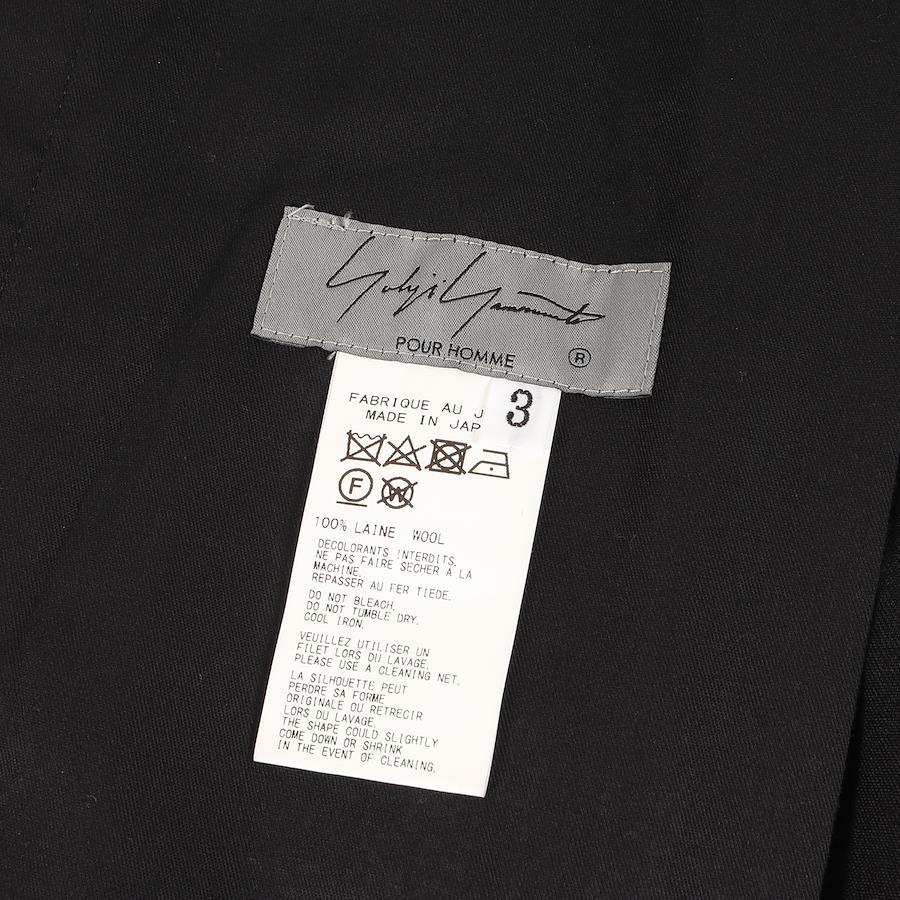 Yohji Yamamoto
POUR HOMME
®
3
FABRIQUE AU J
MADE IN JAP
F
W
100% LAINE WOOL
DECOLORANTS INTERDITS.
NE PAS FAIRE SECHER A LA
MACHINE.
REPASSER AU FER TIEDE.
DO NOT BLEACH.
DO NOT TUMBLE DRY.
COOL IRON.
VEUILLEZ UTILISER UN
FILET LORS DU LAVAGE.
PLEASE USE A CLEANING NET.
LA SILHOUETTE PEUT
PERDRE SA FORME
ORIGINALE OU RETRECIR
LORS DU LAVAGE.
THE SHAPE COULD SLIGHTLY
COME DOWN OR SHRINK
IN THE EVENT OF CLEANING.